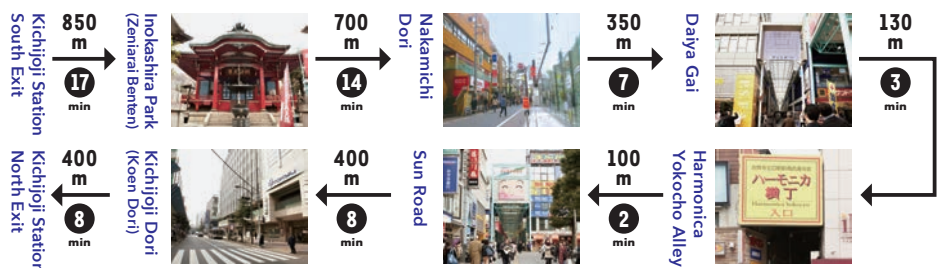 Kichijoji Station
South Exit
850
m
17
min
Inokashira Park
(Zeniarai Benten)
700
m
14
min
Nakamichi
Dori
350
m
7
min
Daiya Gai
130
m
3
min
Harmonica
Yokocho Alley
ハーモニカ
横丁
入口
100
m
2
min
Sun Road
400
m
8
min
Kichijoji Dori
(Koen Dori)
400
m
8
min
Kichijoji Station
North Exit